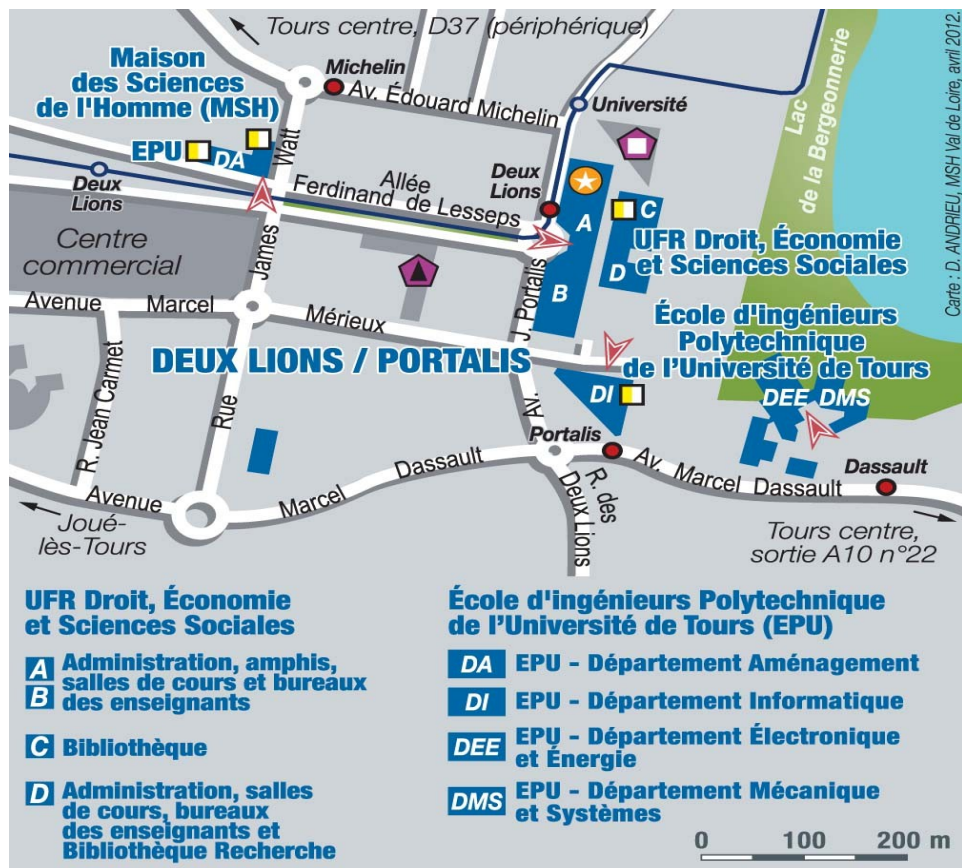 Tours centre, D37 (périphérique)
Maison
des Sciences
de l'Homme (MSH)
Michelin
Av. Édouard Michelin
Université
Lac
de la Bergeonnerie
Carte : D. ANDRIEU, MSH Val de Loire, avril 2012.
EPU
DA
Watt
Deux
Lions
Allée
Ferdinand de Lesseps
Deux
Lions
A
C
UFR Droit, Économie
et Sciences Sociales
D
B
Centre
commercial
James
J. Portalis
Avenue Marcel Mérieux
École d'ingénieurs
Polytechnique
de l'Université de Tours
DEUX LIONS / PORTALIS
DI
DEE DMS
R. Jean Carmet
Rue
Av.
Portalis
Avenue Marcel Dassault
Av. Marcel Dassault
Dassault
R. des
Deux Lions
Joué-
lès-Tours
Tours centre,
sortie A10 n°22
UFR Droit, Économie
et Sciences Sociales
A Administration, amphis,
B salles de cours et bureaux
des enseignants
C Bibliothèque
D Administration, salles
de cours, bureaux
des enseignants et
Bibliothèque Recherche
École d'ingénieurs Polytechnique
de l'Université de Tours (EPU)
DA EPU - Département Aménagement
DI EPU - Département Informatique
DEE EPU - Département Électronique
et Énergie
DMS EPU - Département Mécanique
et Systèmes
0 100 200 m